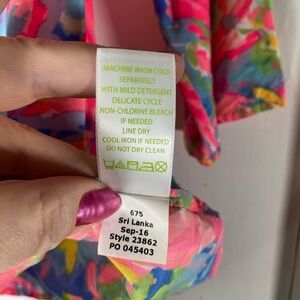 MACHINE WASH COLD
SEPARATELY
WITH MILD DETERGENT
DELICATE CYCLE
NON-CHLORINE BLEACH
IF NEEDED
LINE DRY
COOL IRON IF NEEDED
DO NOT DRY CLEAN
675
Sri Lanka
Sep-16
Style 23862
PO 045403